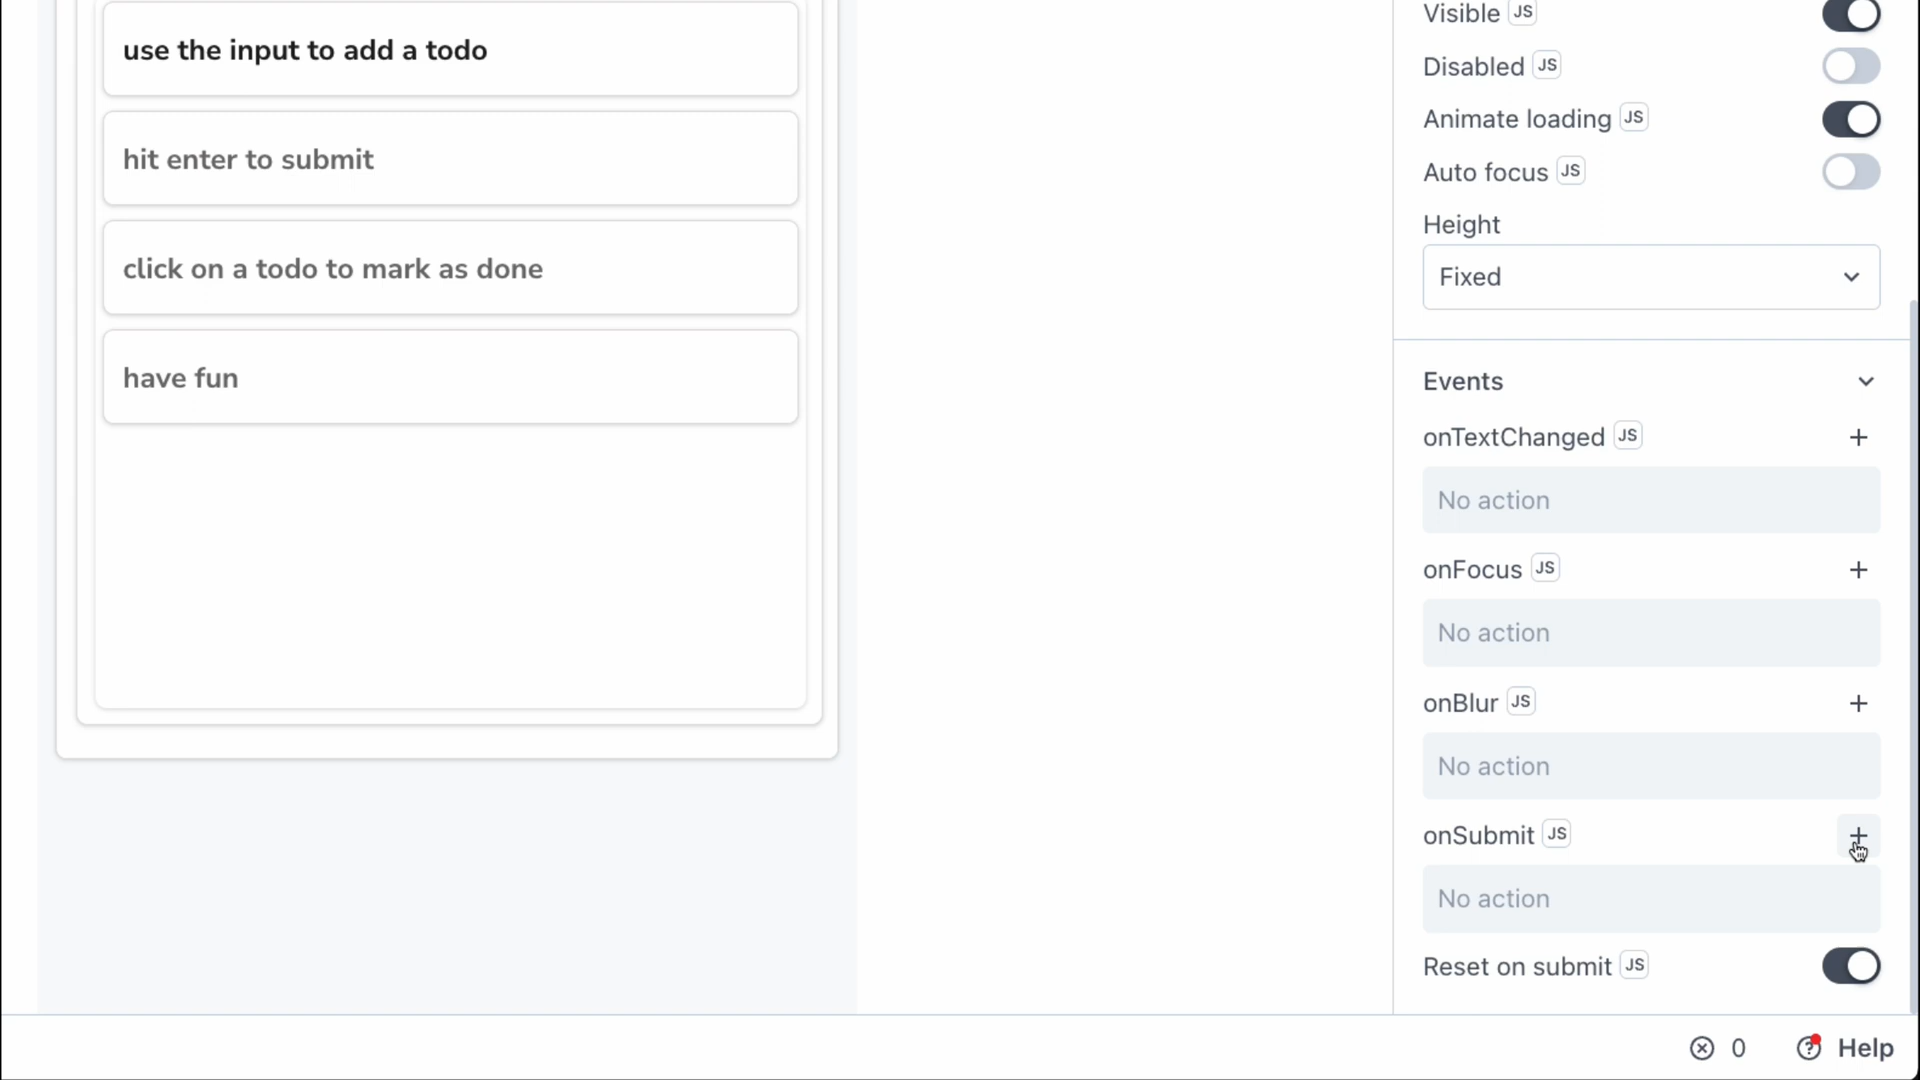 use the input to add a todo
hit enter to submit
click on a todo to mark as done
have fun
Visible JS
Disabled JS
Animate loading JS
Auto focus JS
Height
Fixed
Events
onTextChanged JS
No action
onFocus JS
No action
onBlur JS
No action
onSubmit JS
No action
Reset on submit JS
0 Help